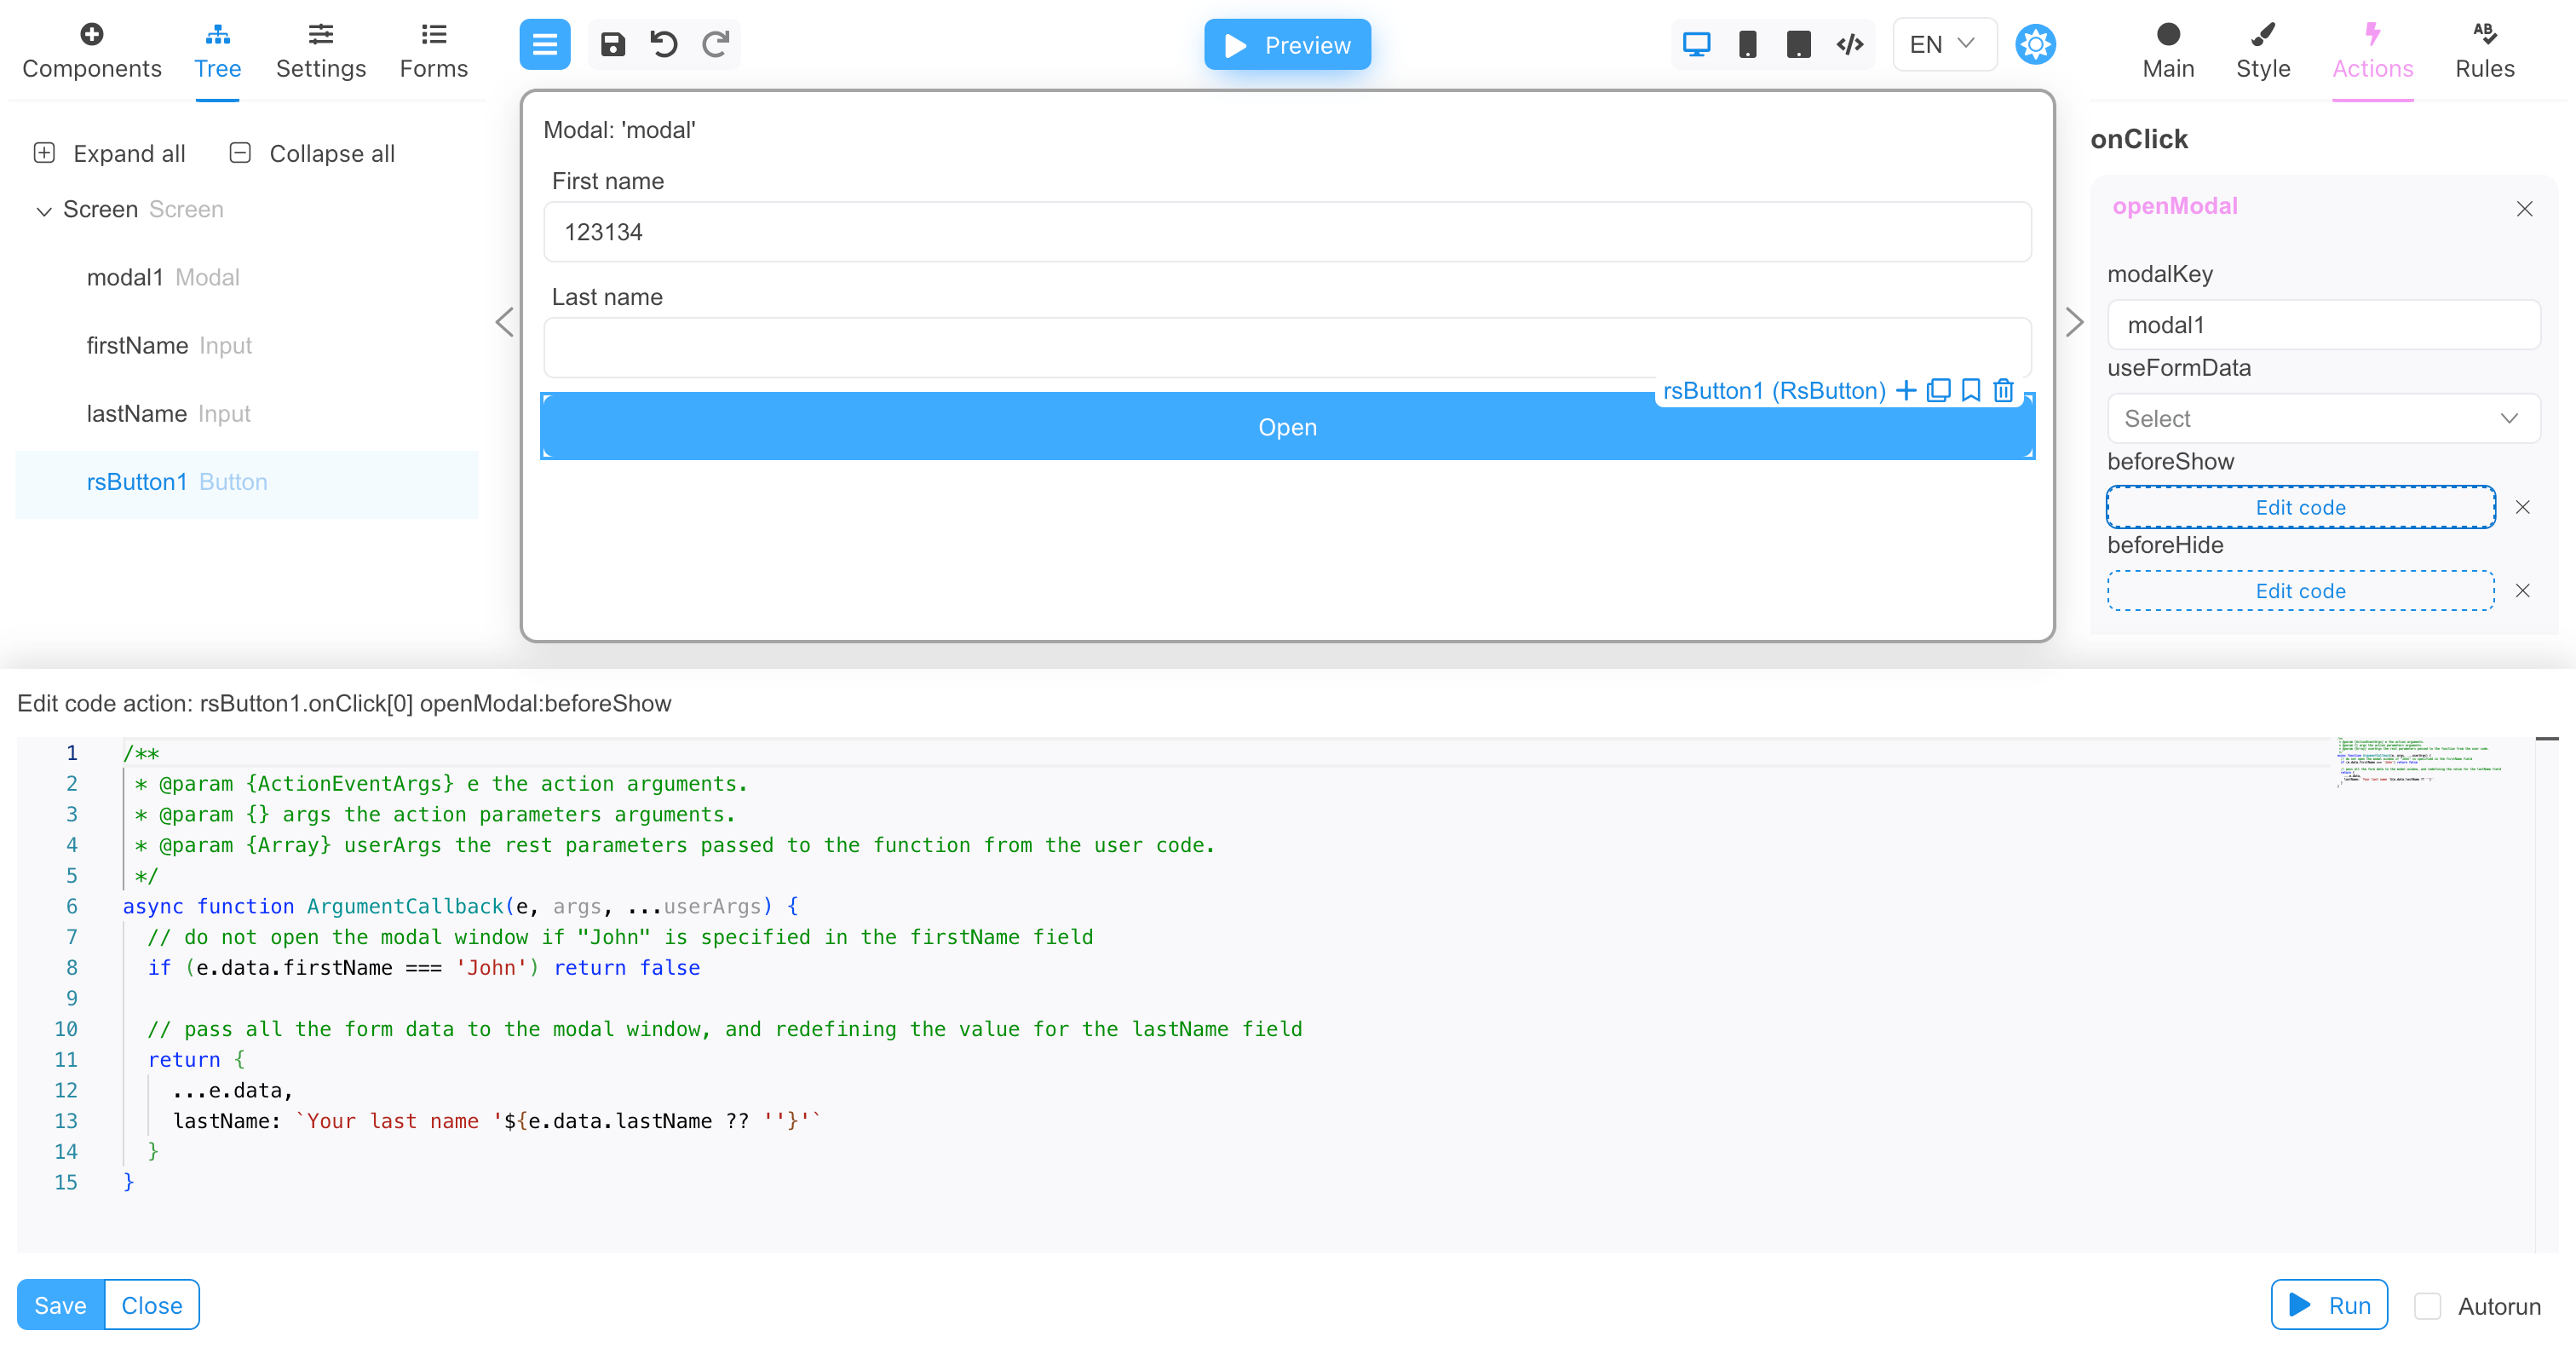 Components Tree Settings Forms
Preview
EN
Main Style Actions Rules
Expand all Collapse all
Screen Screen
modal1 Modal
firstName Input
lastName Input
rsButton1 Button
Modal: 'modal'
First name
123134
Last name
rsButton1 (RsButton)
Open
onClick
openModal
modalKey
modal1
useFormData
Select
beforeShow
Edit code
beforeHide
Edit code
Edit code action: rsButton1.onClick[0] openModal:beforeShow
1 /**
2 * @param {ActionEventArgs} e the action arguments.
3 * @param {} args the action parameters arguments.
4 * @param {Array} userArgs the rest parameters passed to the function from the user code.
5 */
6 async function ArgumentCallback(e, args, ...userArgs) {
7 // do not open the modal window if "John" is specified in the firstName field
8 if (e.data.firstName === 'John') return false
9
10 // pass all the form data to the modal window, and redefining the value for the lastName field
11 return {
12 ...e.data,
13 lastName: `Your last name '${e.data.lastName ?? ''}'`
14 }
15 }
Save Close
Run Autorun